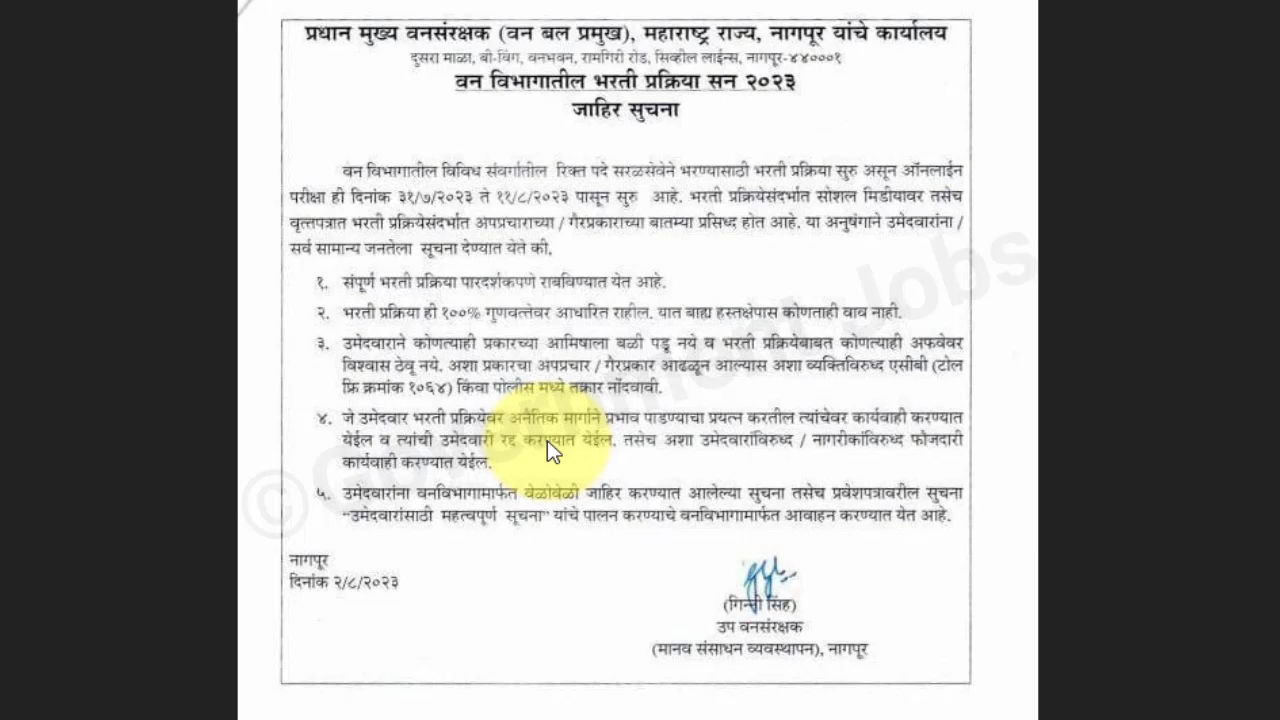 प्रधान मुख्य वनसंरक्षक (वन बल प्रमुख), महाराष्ट्र राज्य, नागपूर यांचे कार्यालय
दुसरा माळा, बी-विंग, वनभवन, रामगिरी रोड, सिव्हील लाईन्स, नागपूर-४४०००१
वन विभागातील भरती प्रक्रिया सन २०२३
जाहिर सुचना
वन विभागातील विविध संवर्गातील रिक्त पदे सरळसेवेने भरण्यासाठी भरती प्रक्रिया सुरु असून ऑनलाईन
परीक्षा ही दिनांक ३१/७/२०२३ ते ११/८/२०२३ पासून सुरु आहे. भरती प्रक्रियेसंदर्भात सोशल मिडीयावर तसेच
वृत्तपत्रात भरती प्रक्रियेसंदर्भात अपप्रचाराच्या / गैरप्रकाराच्या बातम्या प्रसिध्द होत आहे. या अनुषंगाने उमेदवारांना /
सर्व सामान्य जनतेला सूचना देण्यात येते की,
१. संपूर्ण भरती प्रक्रिया पारदर्शकपणे राबविण्यात येत आहे.
२. भरती प्रक्रिया ही १००% गुणवत्तेवर आधारित राहील. यात बाह्य हस्तक्षेपास कोणताही वाव नाही.
३. उमेदवाराने कोणत्याही प्रकारच्या आमिषाला बळी पडू नये व भरती प्रक्रियेबाबत कोणत्याही अफवेवर
विश्वास ठेवू नये. अशा प्रकारचा अपप्रचार / गैरप्रकार आढळून आल्यास अशा व्यक्तिविरुध्द एसीबी (टोल
फ्रि क्रमांक १०६४) किंवा पोलीस मध्ये तक्रार नोंदवावी.
४. जे उमेदवार भरती प्रक्रियेवर अनैतिक मार्गाने प्रभाव पाडण्याचा प्रयत्न करतील त्यांचेवर कार्यवाही करण्यात
येईल व त्यांची उमेदवारी रद्द करण्यात येईल. तसेच अशा उमेदवारांविरुध्द / नागरीकांविरुध्द फौजदारी
कार्यवाही करण्यात येईल.
५. उमेदवारांना वनविभागामार्फत वेळोवेळी जाहिर करण्यात आलेल्या सुचना तसेच प्रवेशपत्रावरील सुचना
“उमेदवारांसाठी महत्वपूर्ण सूचना” यांचे पालन करण्याचे वनविभागामार्फत आवाहन करण्यात येत आहे.
नागपूर
दिनांक २/८/२०२३
(गिन्नी सिंह)
उप वनसंरक्षक
(मानव संसाधन व्यवस्थापन), नागपूर
©Government Jobs